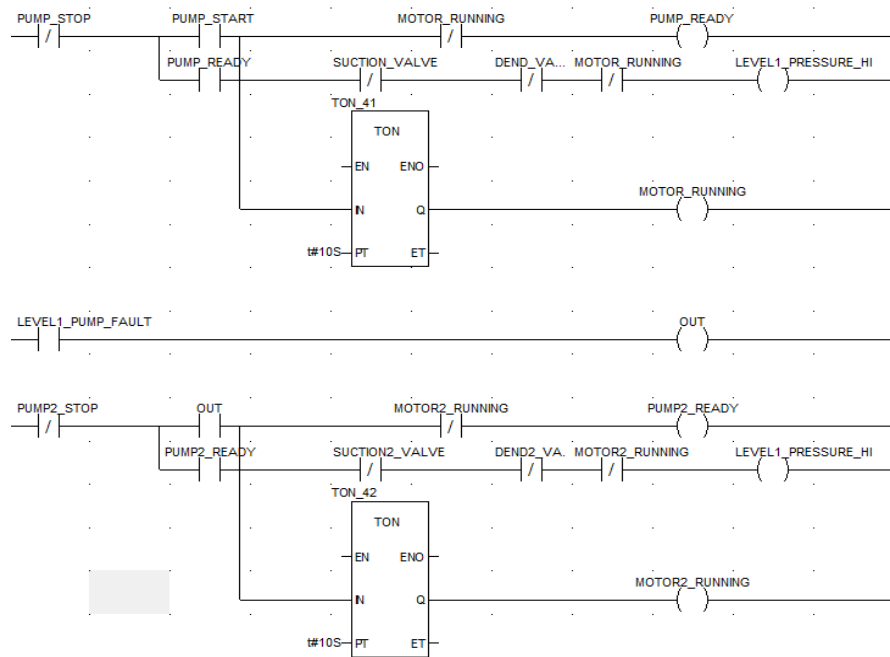 PUMP_STOP PUMP_START MOTOR_RUNNING PUMP_READY
PUMP_READY SUCTION_VALVE DEND_VA... MOTOR_RUNNING LEVEL1_PRESSURE_HI
TON_41
TON
EN ENO
MOTOR_RUNNING
IN Q
t#10S PT ET
LEVEL1_PUMP_FAULT OUT
PUMP2_STOP OUT MOTOR2_RUNNING PUMP2_READY
PUMP2_READY SUCTION2_VALVE DEND2_VA. MOTOR2_RUNNING LEVEL1_PRESSURE_HI
TON_42
TON
EN ENO
MOTOR2_RUNNING
IN Q
t#10S PT ET